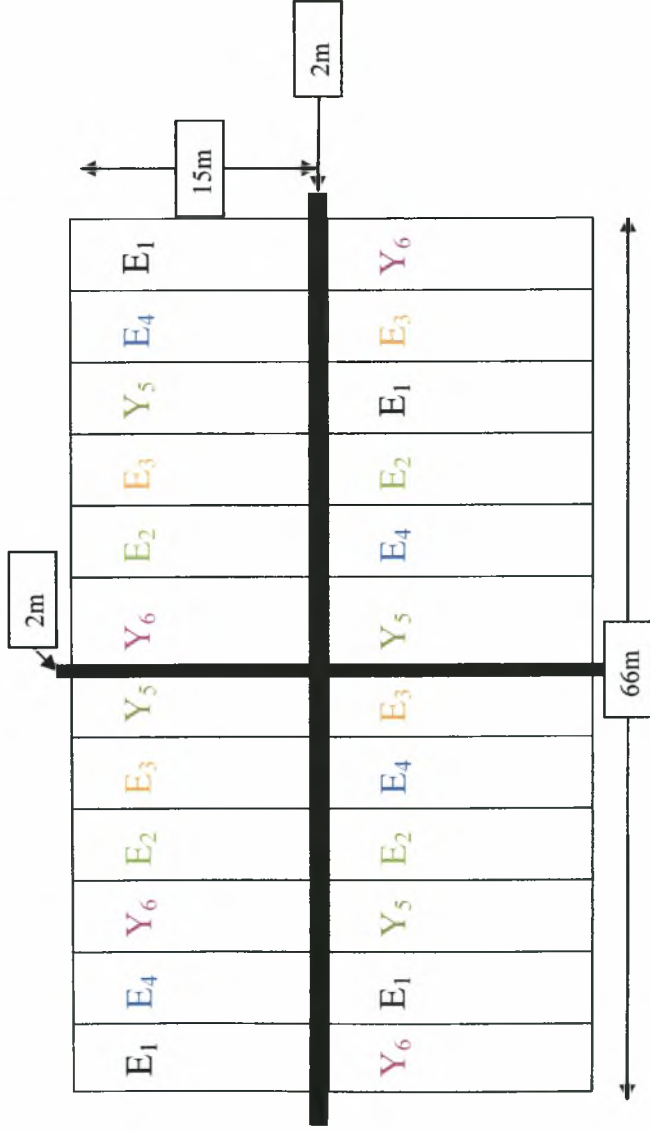 2m
2m
15m
E₁ E₄ Y₆ E₂ E₃ Y₅ Y₆ E₂ E₃ Y₅ E₄ E₁
Y₆ E₁ Y₅ E₂ E₄ E₃ Y₅ E₄ E₂ E₁ E₃ Y₆
66m